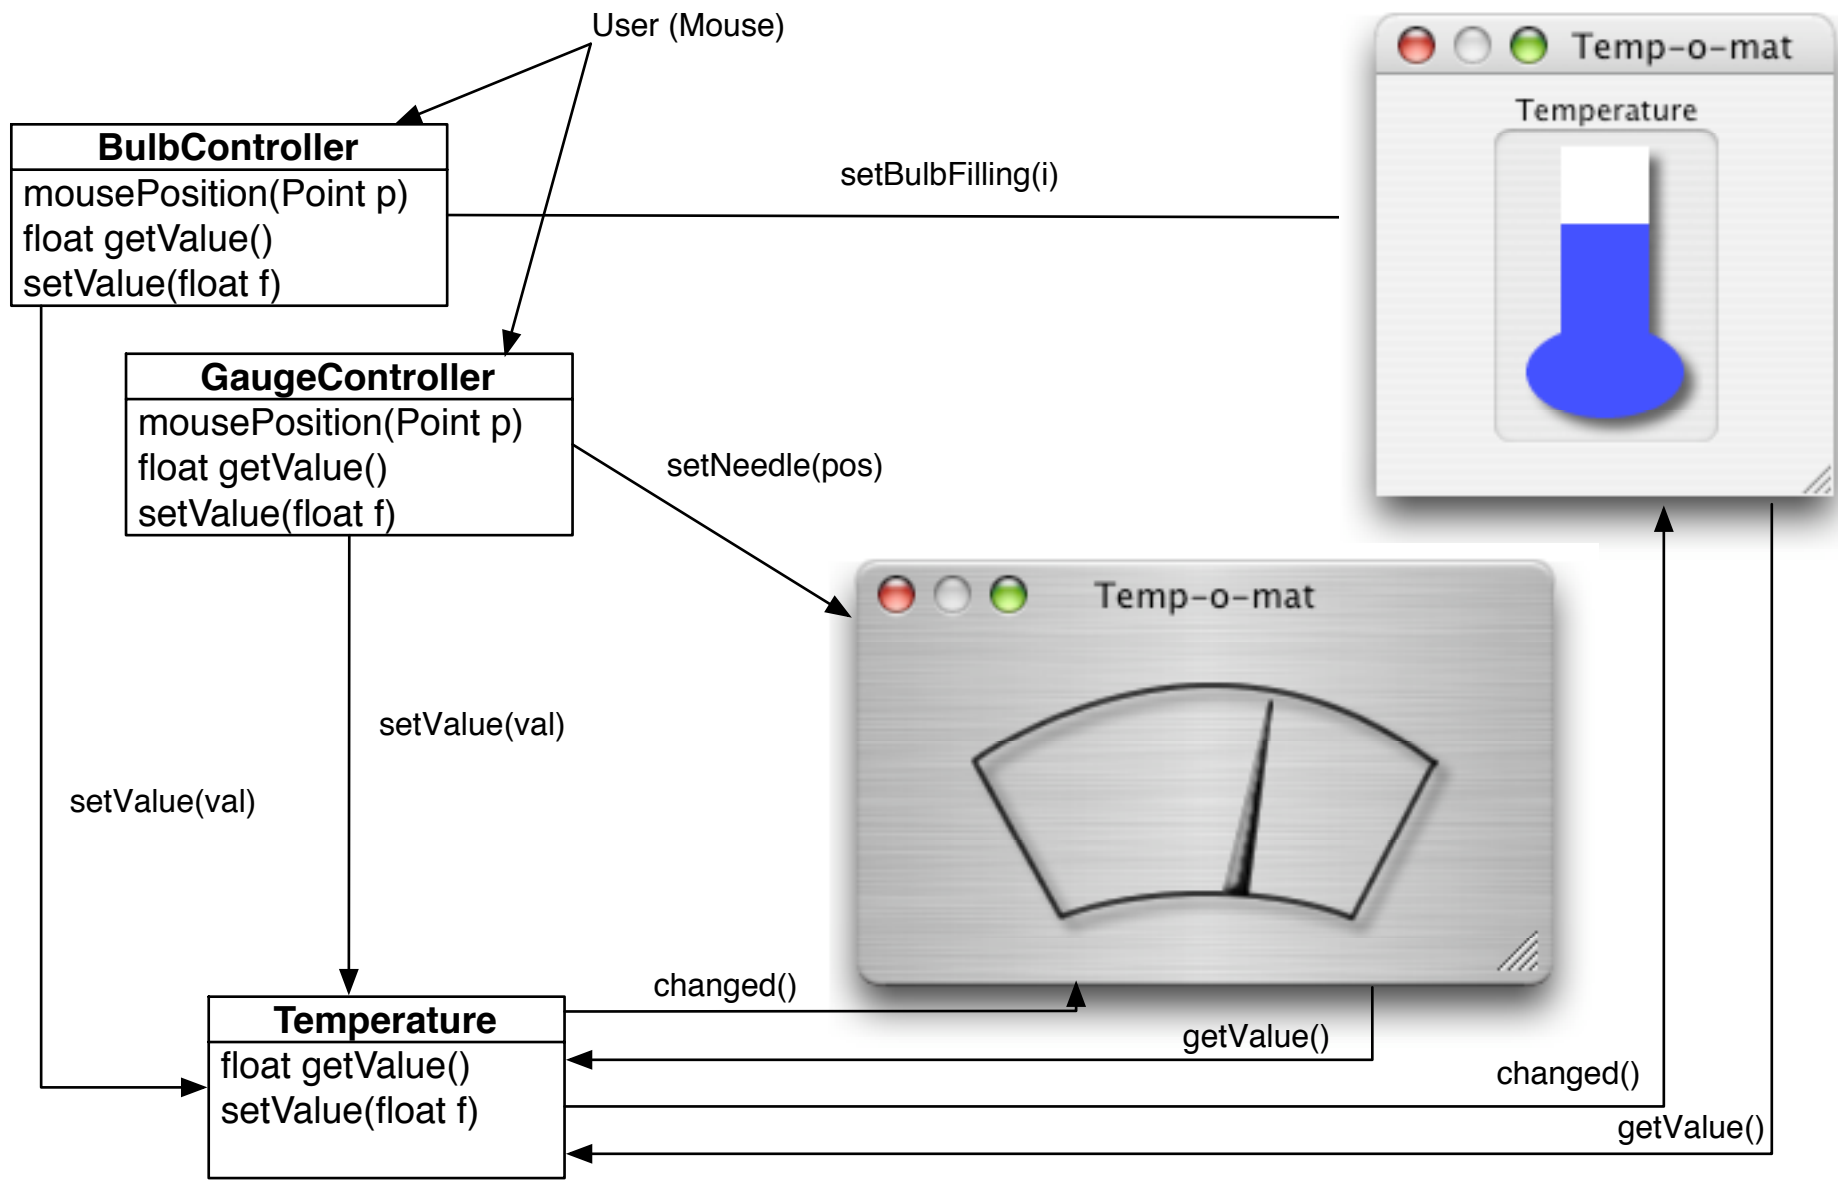 User (Mouse)
Temp-o-mat
Temperature
BulbController
mousePosition(Point p)
float getValue()
setValue(float f)
setBulbFilling(i)
GaugeController
mousePosition(Point p)
float getValue()
setValue(float f)
setNeedle(pos)
Temp-o-mat
setValue(val)
setValue(val)
changed()
Temperature
float getValue()
setValue(float f)
getValue()
changed()
getValue()